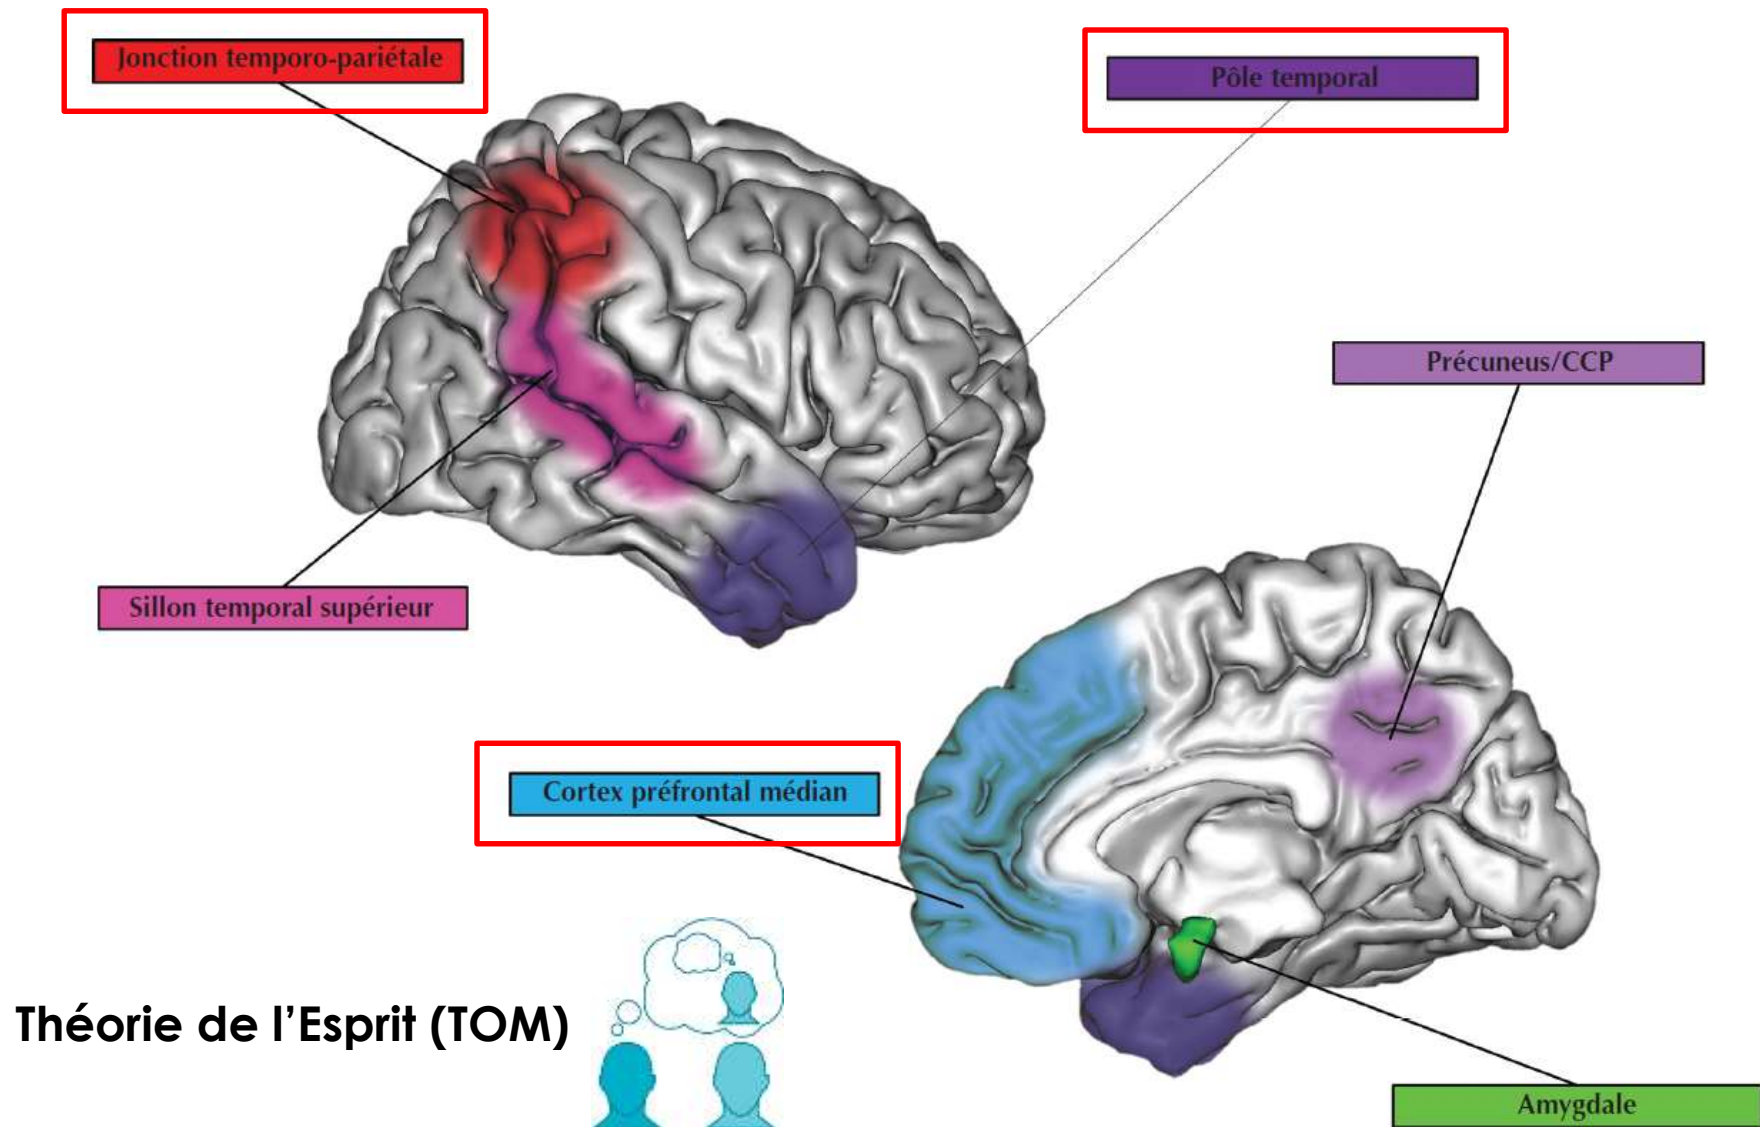 Jonction temporo-pariétale
Pôle temporal
Précuneus/CCP
Sillon temporal supérieur
Cortex préfrontal médian
Théorie de l'Esprit (TOM)
Amygdale